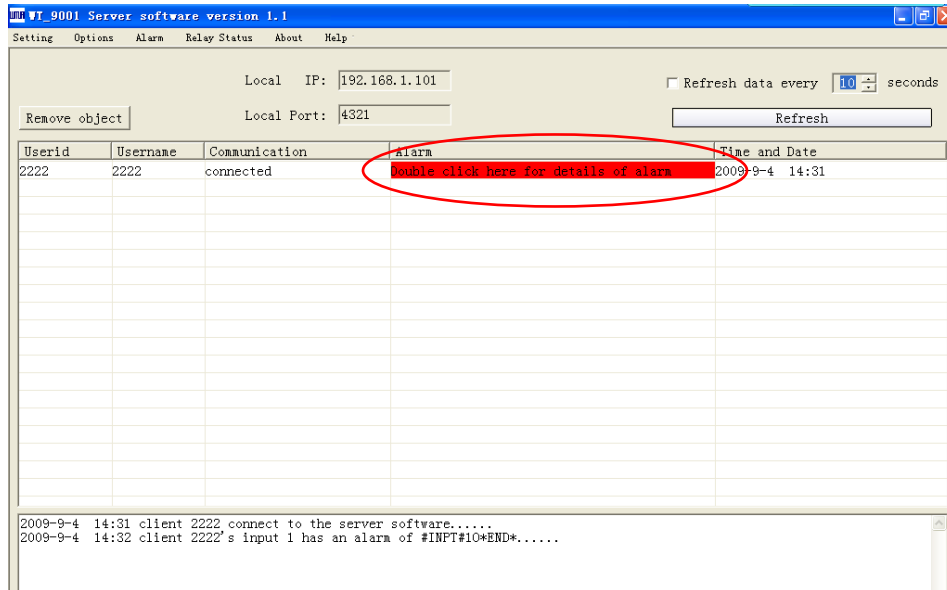 WT_9001 Server software version 1.1
Setting Options Alarm Relay Status About Help
Local IP: 192.168.1.101
Refresh data every 10 seconds
Remove object
Local Port: 4321
Refresh
Userid Username Communication Alarm Time and Date
2222 2222 connected Double click here for details of alarm 2009-9-4 14:31
2009-9-4 14:31 client 2222 connect to the server software......
2009-9-4 14:32 client 2222's input 1 has an alarm of #INPT#10*END*......